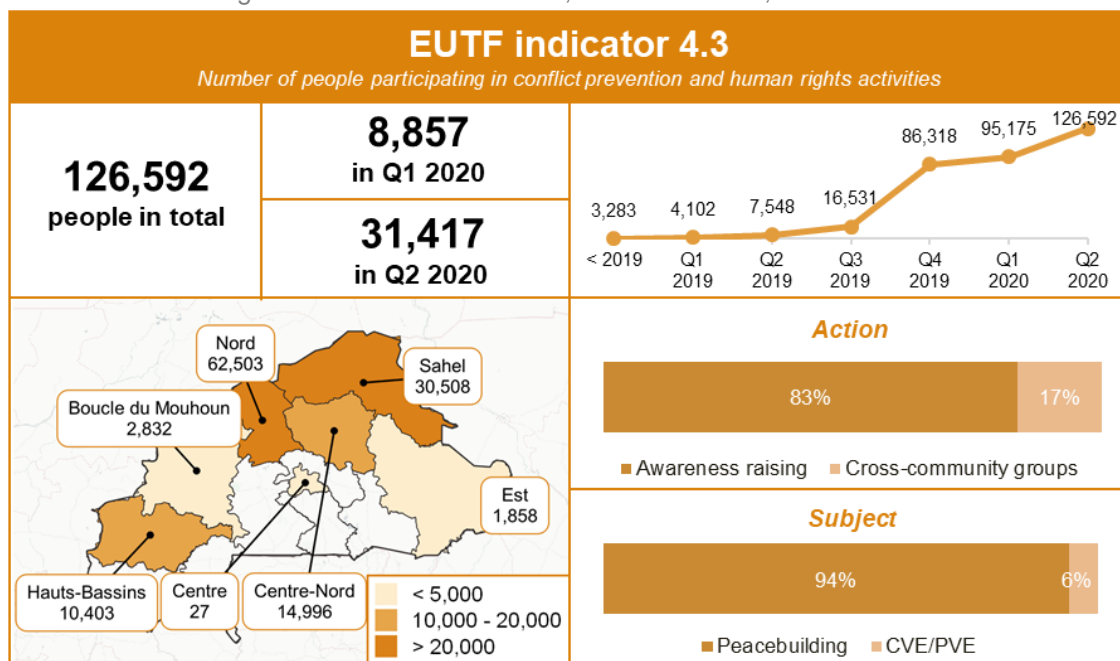 EUTF indicator 4.3
Number of people participating in conflict prevention and human rights activities
126,592
people in total
8,857
in Q1 2020
31,417
in Q2 2020
3,283
4,102
7,548
16,531
86,318
95,175
126,592
< 2019
Q1
2019
Q2
2019
Q3
2019
Q4
2019
Q1
2020
Q2
2020
Nord
62,503
Sahel
30,508
Boucle du Mouhoun
2,832
Est
1,858
Hauts-Bassins
10,403
Centre
27
Centre-Nord
14,996
< 5,000
10,000 - 20,000
> 20,000
Action
83%
17%
Awareness raising
Cross-community groups
Subject
94%
6%
Peacebuilding
CVE/PVE